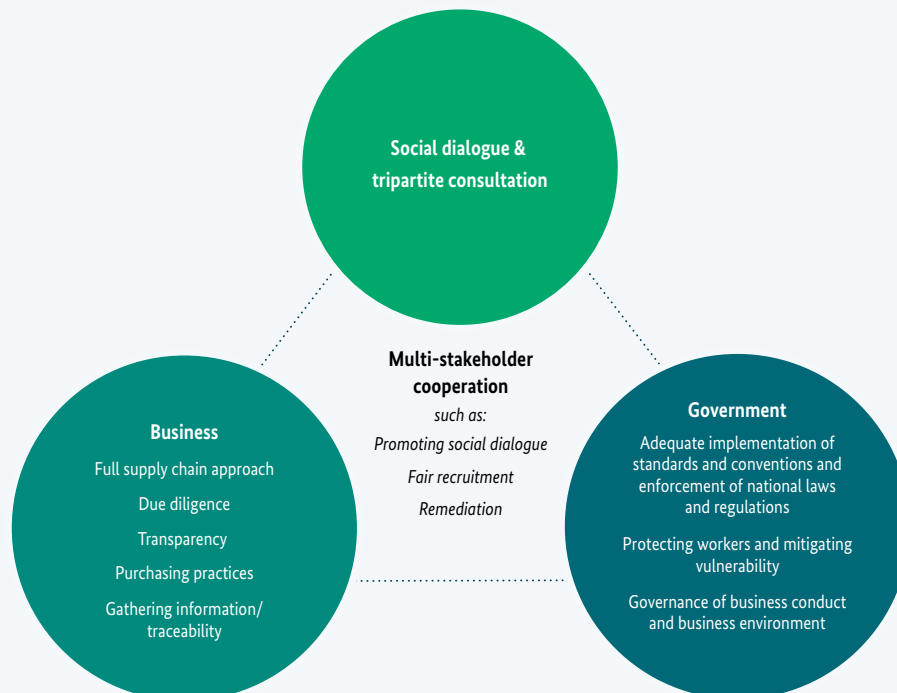 Social dialogue &
tripartite consultation
Multi-stakeholder
cooperation
such as:
Promoting social dialogue
Fair recruitment
Remediation
Business
Full supply chain approach
Due diligence
Transparency
Purchasing practices
Gathering information/
traceability
Government
Adequate implementation of
standards and conventions and
enforcement of national laws
and regulations
Protecting workers and mitigating
vulnerability
Governance of business conduct
and business environment